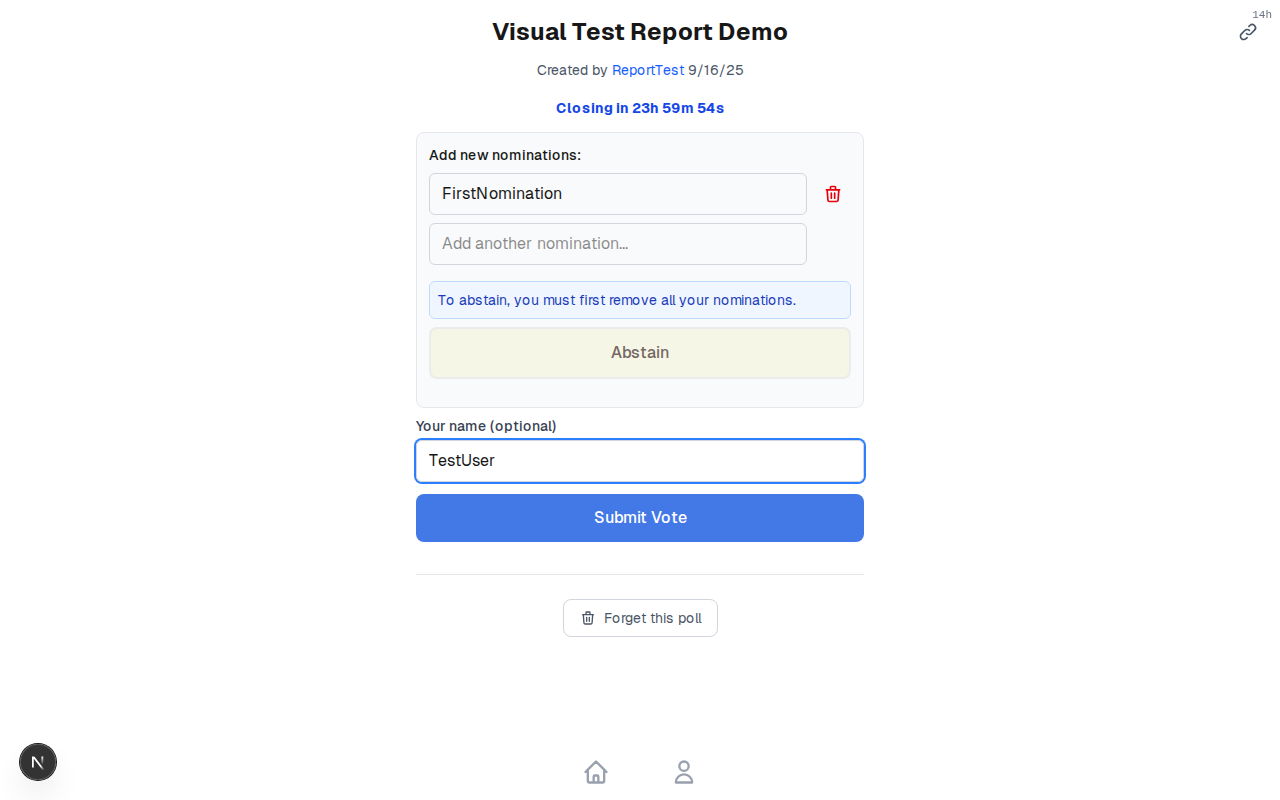 14h
Visual Test Report Demo
Created by ReportTest 9/16/25
Closing in 23h 59m 54s
Add new nominations:
FirstNomination
Add another nomination...
To abstain, you must first remove all your nominations.
Abstain
Your name (optional)
TestUser
Submit Vote
Forget this poll
N